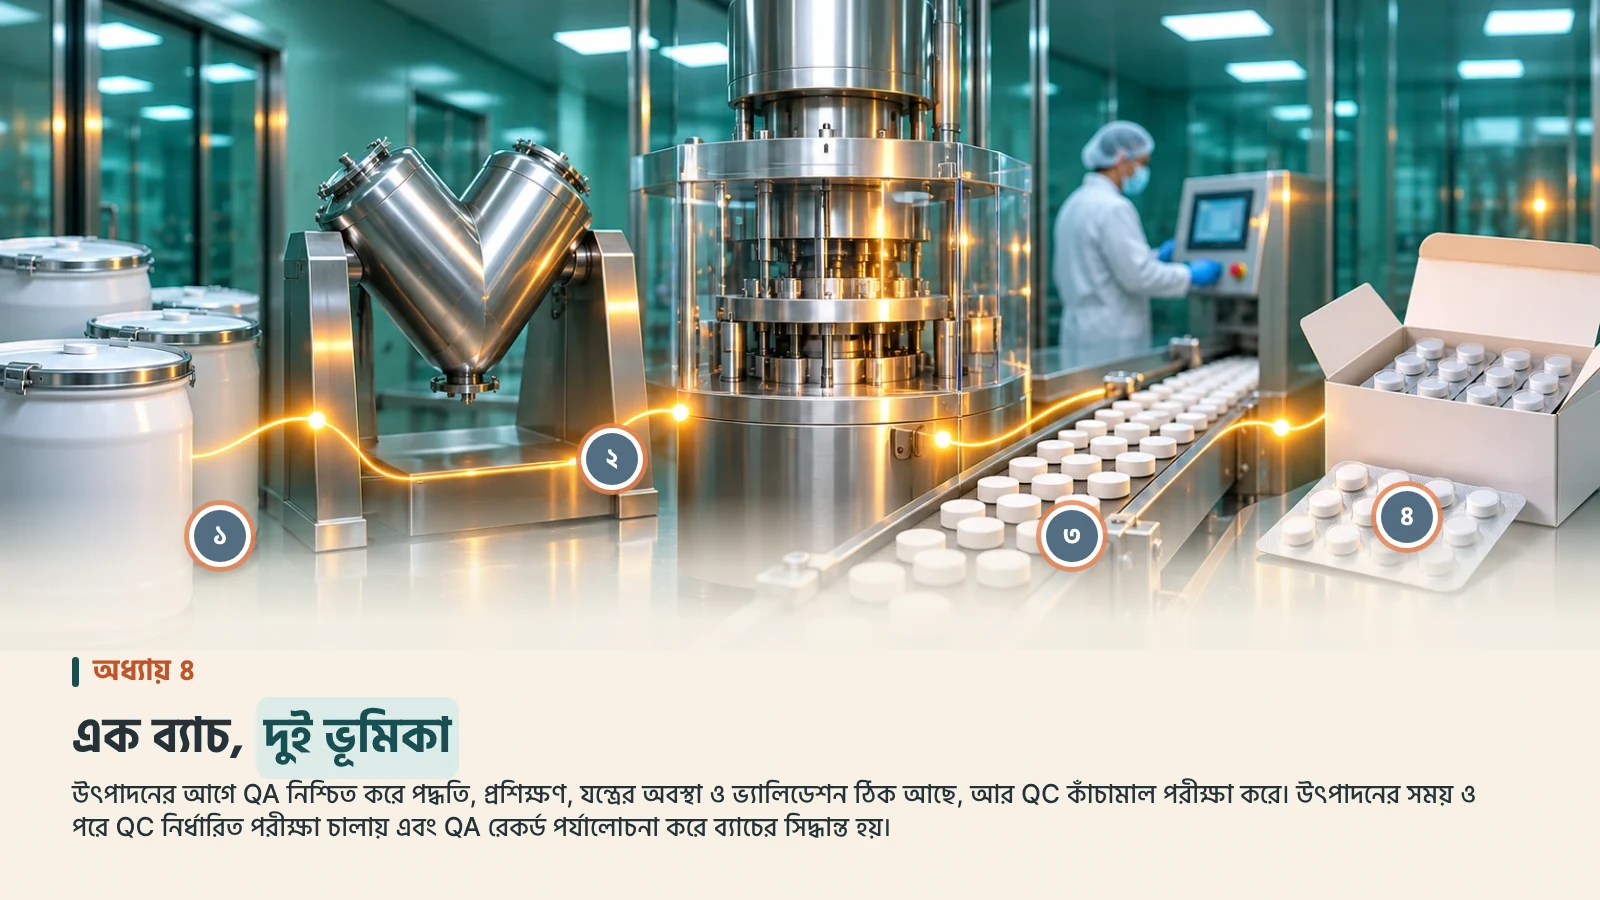 ১
২
৩
৪
অধ্যায় ৪
এক ব্যাচ, দুই ভূমিকা
উৎপাদনের আগে QA নিশ্চিত করে পদ্ধতি, প্রশিক্ষণ, যন্ত্রের অবস্থা ও ভ্যালিডেশন ঠিক আছে, আর QC কাঁচামাল পরীক্ষা করে। উৎপাদনের সময় ও
পরে QC নির্ধারিত পরীক্ষা চালায় এবং QA রেকর্ড পর্যালোচনা করে ব্যাচের সিদ্ধান্ত হয়।